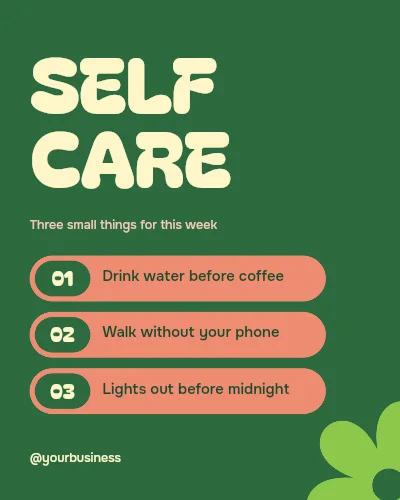 SELF
CARE
Three small things for this week
01 Drink water before coffee
02 Walk without your phone
03 Lights out before midnight
@yourbusiness